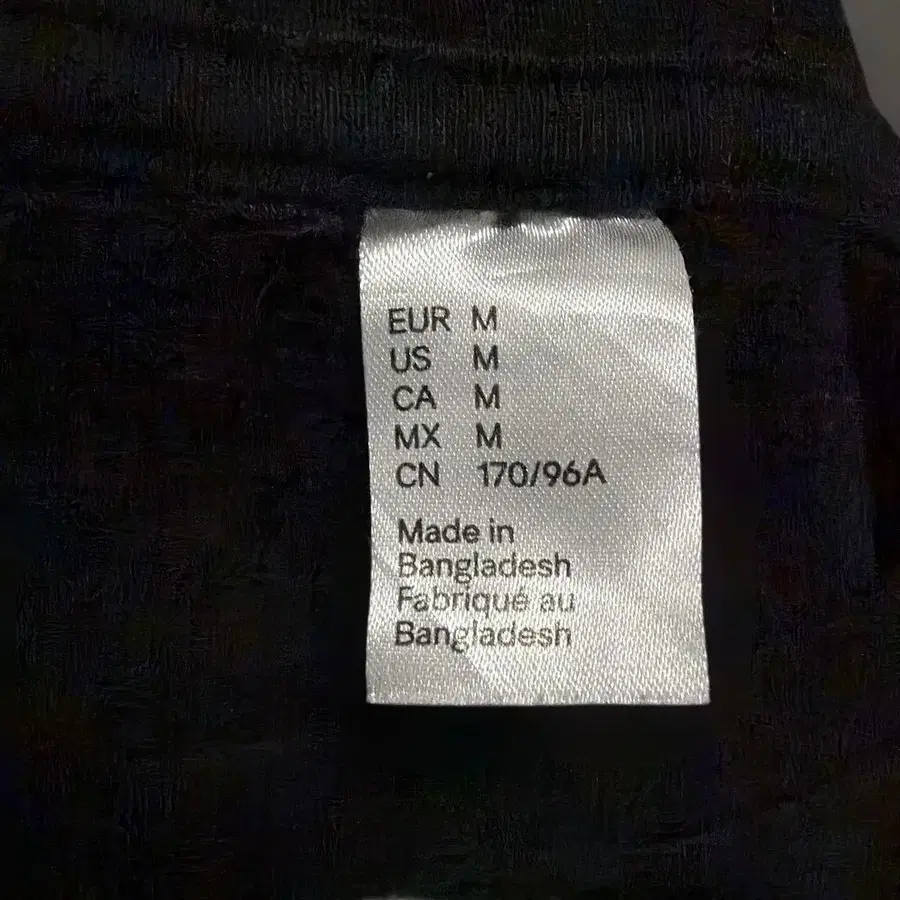 EUR M
US M
CA M
MX M
CN 170/96A
Made in
Bangladesh
Fabriqué au
Bangladesh